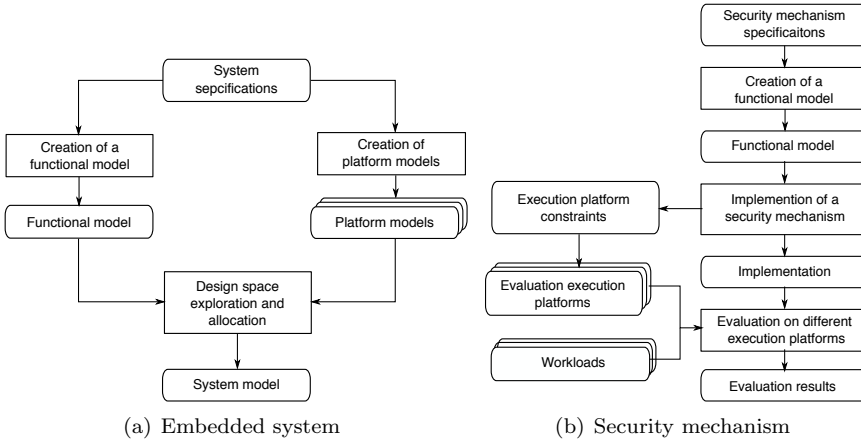 System
sepcifications
Creation of a
functional model
Creation of
platform models
Functional model
Platform models
Design space
exploration and
allocation
System model
(a) Embedded system
Security mechanism
specificaitons
Creation of a
functional model
Functional model
Implemention of a
security mechanism
Execution platform
constraints
Implementation
Evaluation execution
platforms
Evaluation on different
execution platforms
Workloads
Evaluation results
(b) Security mechanism